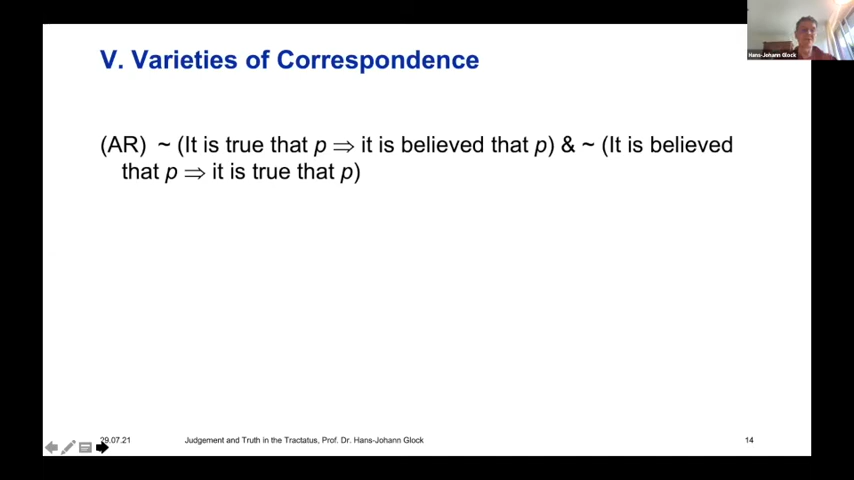 Hans-Johann Glock
V. Varieties of Correspondence
(AR) ~ (It is true that p ⇒ it is believed that p) & ~ (It is believed
that p ⇒ it is true that p)
29.07.21 Judgement and Truth in the Tractatus, Prof. Dr. Hans-Johann Glock 14